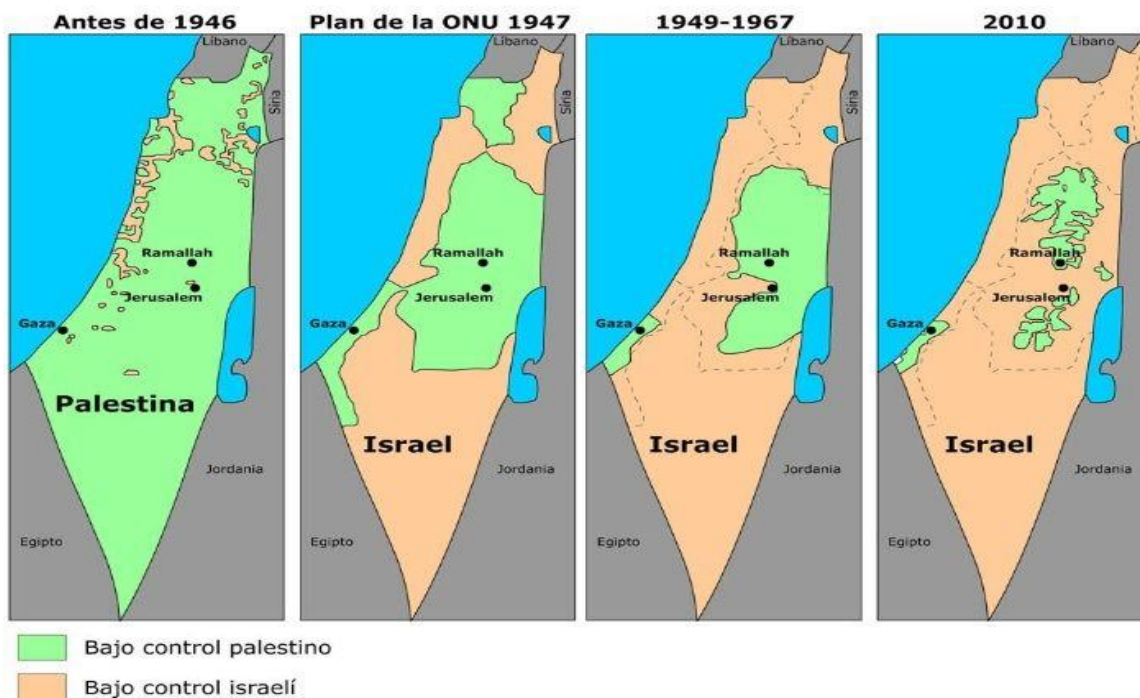 Antes de 1946
Plan de la ONU 1947
1949-1967
2010
Líbano
Siria
Ramallah
Jerusalem
Gaza
Palestina
Jordania
Egipto
Ramallah
Jerusalem
Gaza
Israel
Egipto
Líbano
Siria
Ramallah
Jerusalem
Gaza
Israel
Jordania
Egipto
Líbano
Siria
Ramallah
Jerusalem
Gaza
Israel
Jordania
Egipto
Bajo control palestino
Bajo control israelí